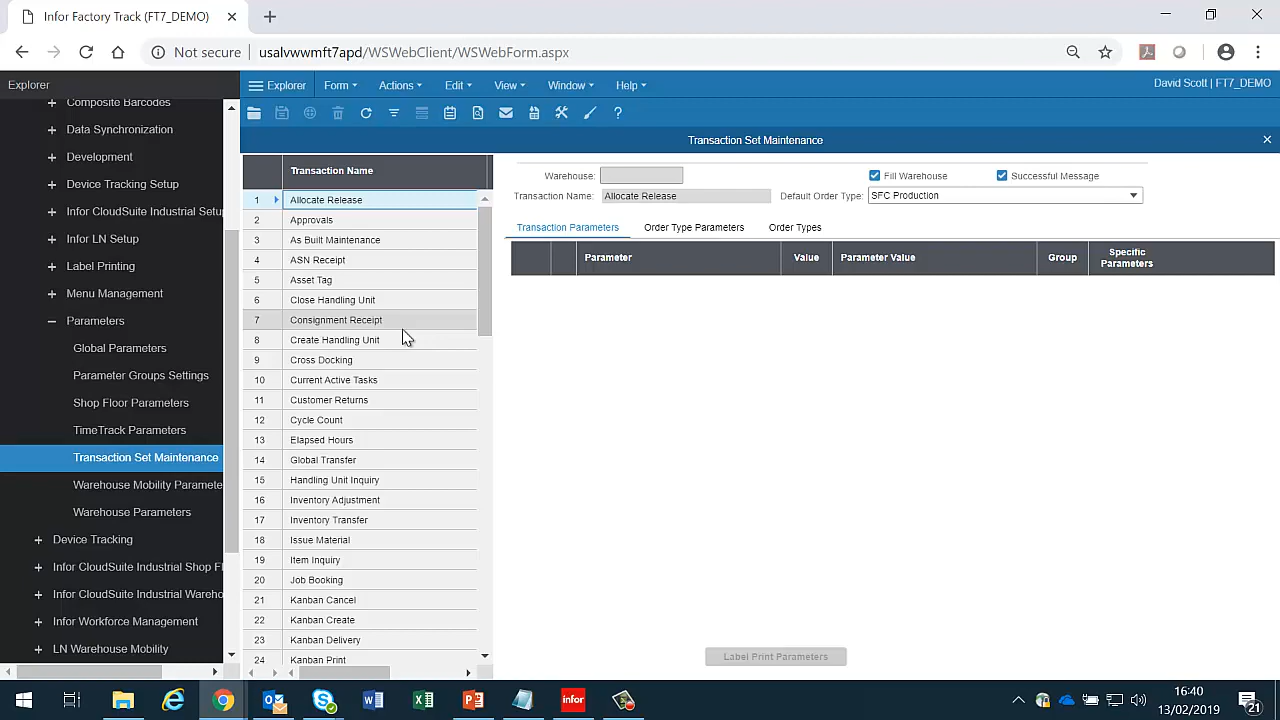 Infor Factory Track (FT7_DEMO)
Not secure
usalvwwmft7apd/WSWebClient/WSWebForm.aspx
Explorer
Composite Barcodes
Data Synchronization
Development
Device Tracking Setup
Infor CloudSuite Industrial Setu
Infor LN Setup
Label Printing
Menu Management
Parameters
Global Parameters
Parameter Groups Settings
Shop Floor Parameters
TimeTrack Parameters
Transaction Set Maintenance
Warehouse Mobility Paramete
Warehouse Parameters
Device Tracking
Infor CloudSuite Industrial Shop F
Infor CloudSuite Industrial Wareho
Infor Workforce Management
LN Warehouse Mobility
Explorer Form Actions Edit View Window Help
David Scott | FT7_DEMO
Transaction Set Maintenance
Transaction Name
1 Allocate Release
2 Approvals
3 As Built Maintenance
4 ASN Receipt
5 Asset Tag
6 Close Handling Unit
7 Consignment Receipt
8 Create Handling Unit
9 Cross Docking
10 Current Active Tasks
11 Customer Returns
12 Cycle Count
13 Elapsed Hours
14 Global Transfer
15 Handling Unit Inquiry
16 Inventory Adjustment
17 Inventory Transfer
18 Issue Material
19 Item Inquiry
20 Job Booking
21 Kanban Cancel
22 Kanban Create
23 Kanban Delivery
24 Kanban Print
Warehouse:
Fill Warehouse
Successful Message
Transaction Name: Allocate Release
Default Order Type: SFC Production
Transaction Parameters
Order Type Parameters
Order Types
Parameter
Value
Parameter Value
Group
Specific
Parameters
Label Print Parameters
infor
16:40
13/02/2019
21